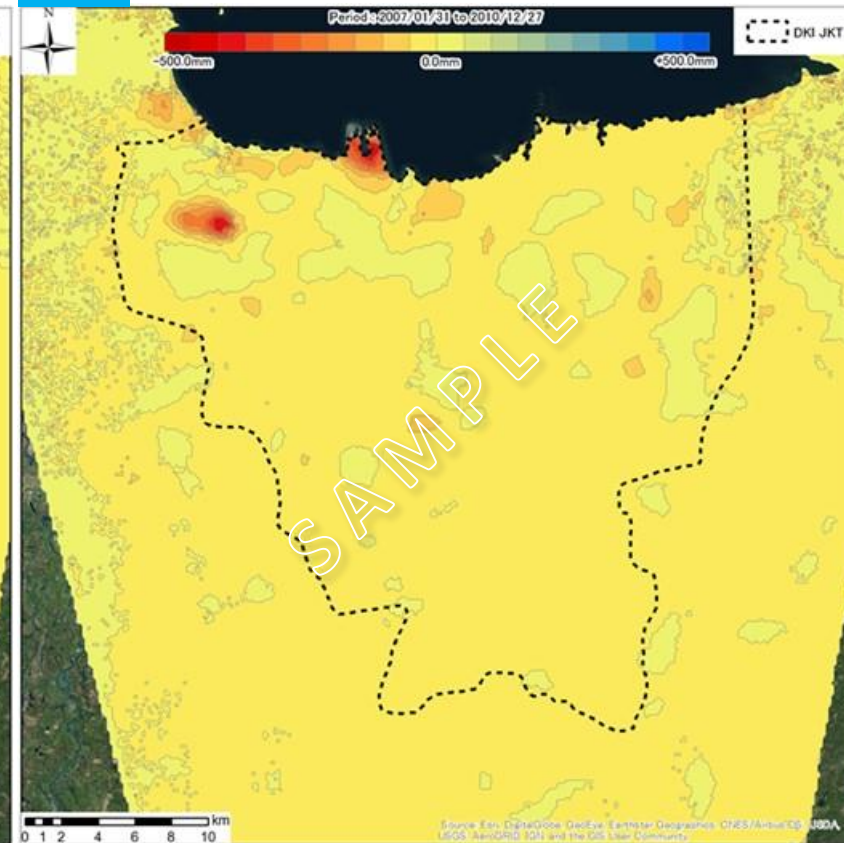 N
Period : 2007/01/31 to 2010/12/27
-500.0mm 0.0mm +500.0mm
DKI JKT
SAMPLE
km
0 1 2 4 6 8 10
Source: Esri, DigitalGlobe, GeoEye, Earthstar Geographics, CNES/Airbus DS, USDA,
USGS, AeroGRID, IGN, and the GIS User Community